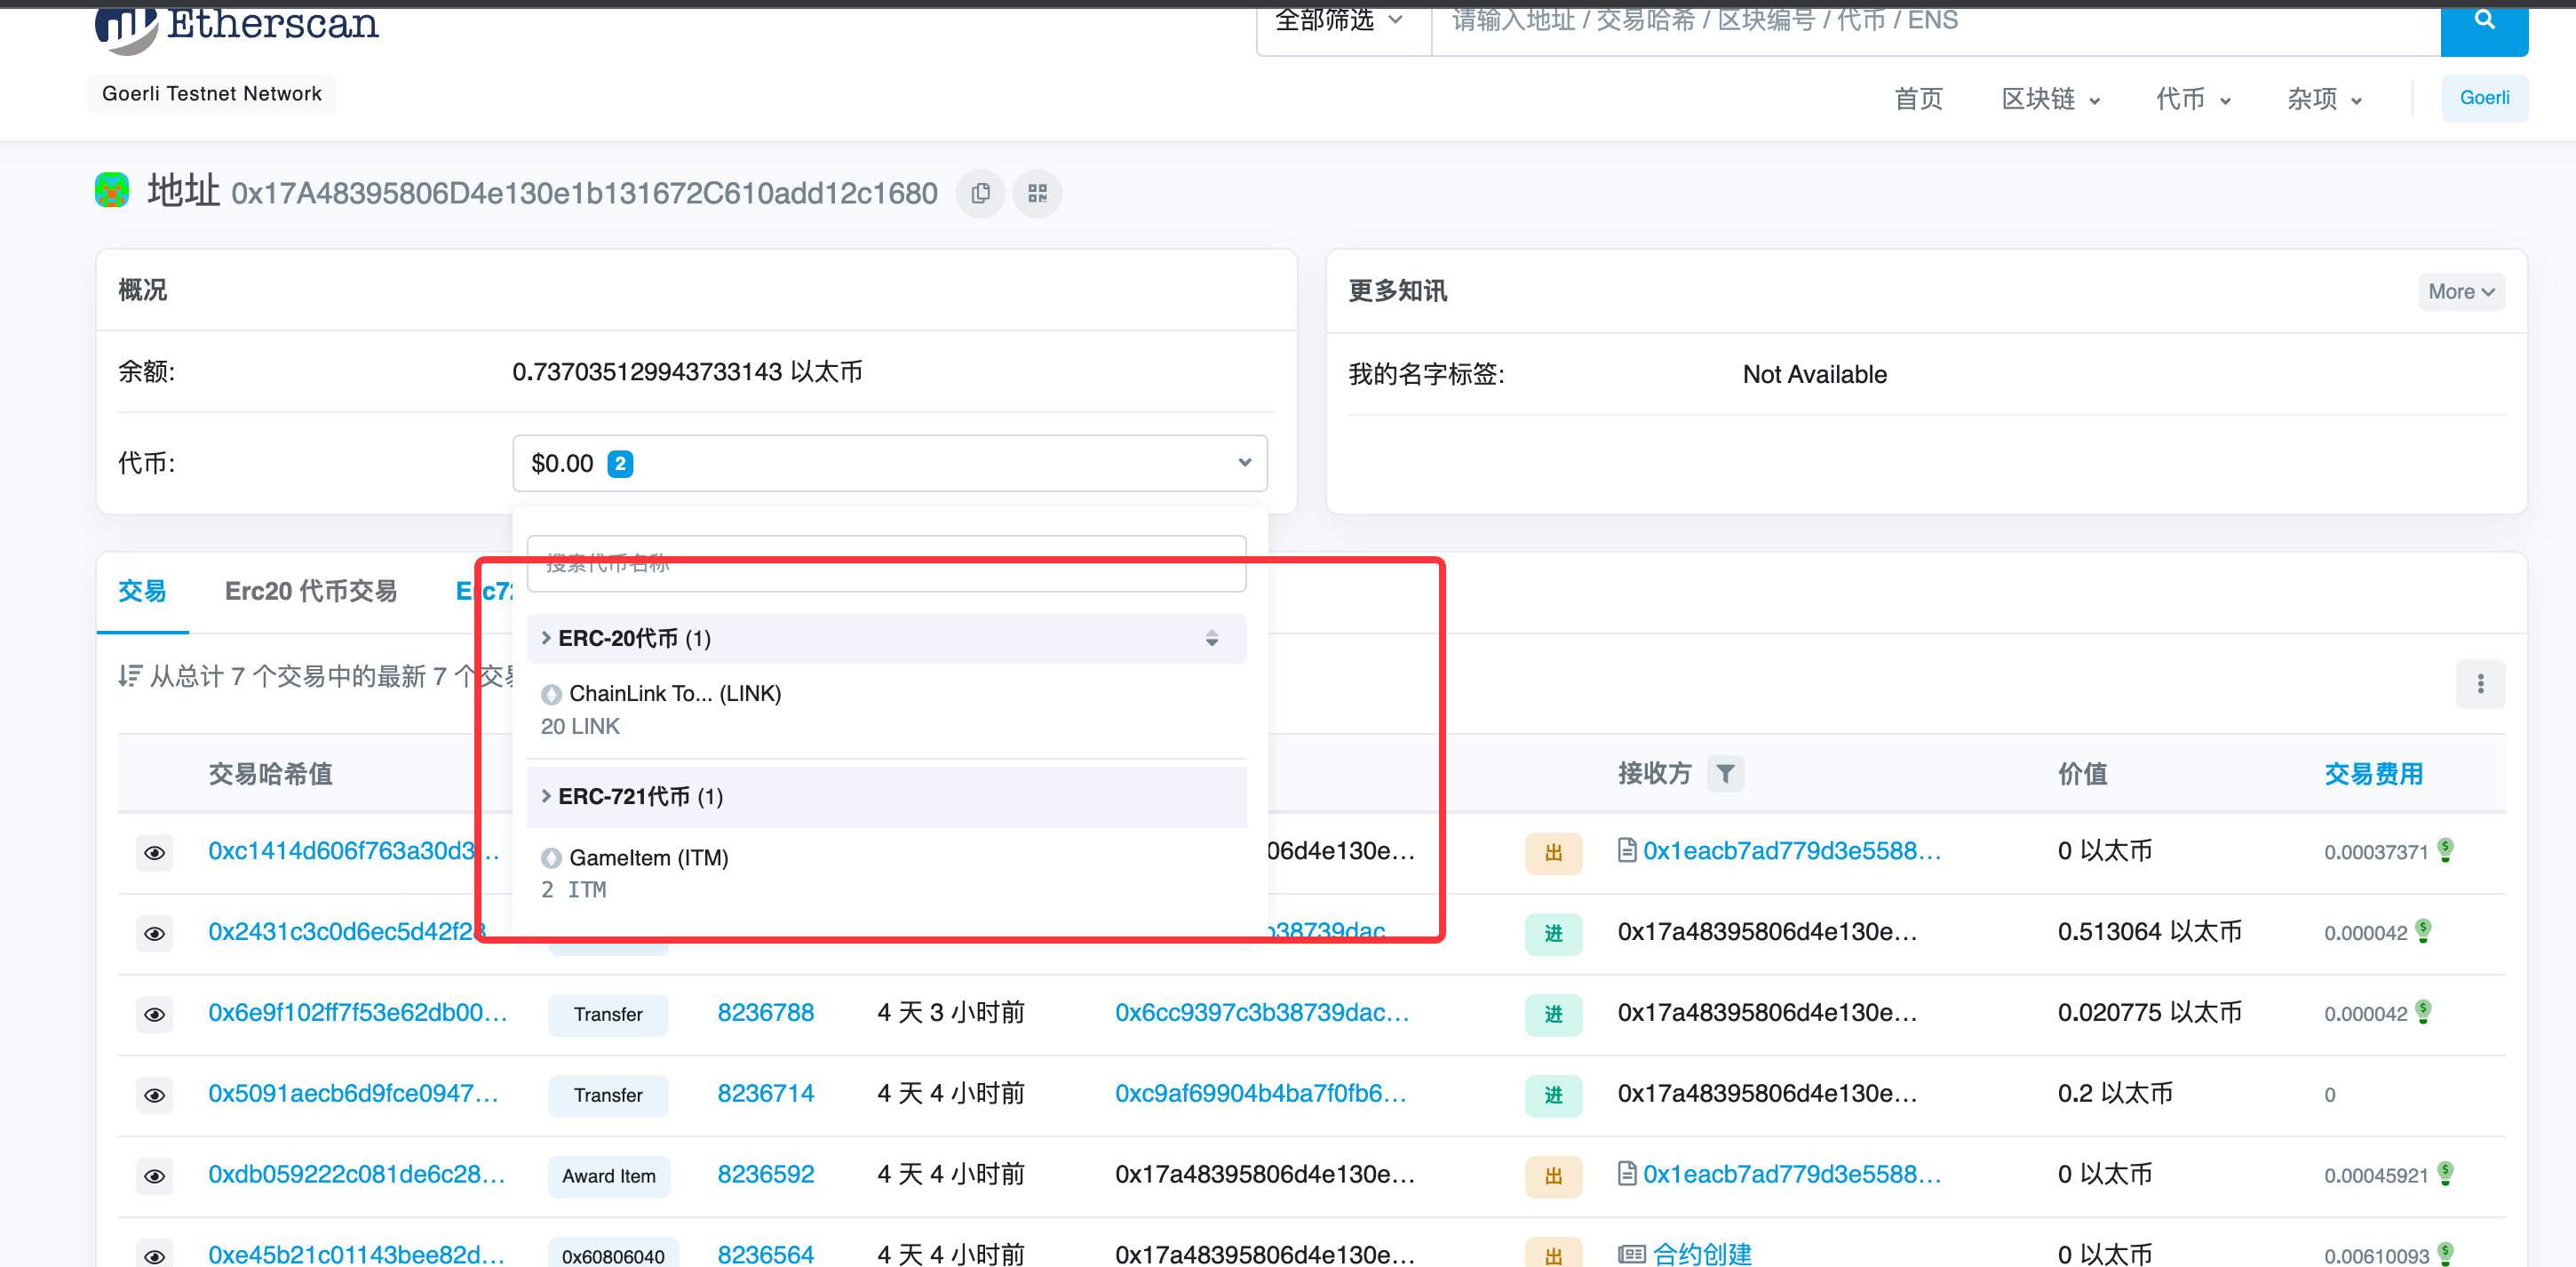 Etherscan
全部筛选
请输入地址 / 交易哈希 / 区块编号 / 代币 / ENS
Goerli Testnet Network
首页
区块链
代币
杂项
Goerli
地址 0x17A48395806D4e130e1b131672C610add12c1680
概况
更多知讯
More
余额:
0.737035129943733143 以太币
我的名字标签:
Not Available
代币:
$0.00 2
搜索代币名称
交易
Erc20 代币交易
Erc72
ERC-20代币 (1)
从总计 7 个交易中的最新 7 个交易
ChainLink To... (LINK)
20 LINK
交易哈希值
接收方
价值
交易费用
ERC-721代币 (1)
GameItem (ITM)
2 ITM
0xc1414d606f763a30d3...
06d4e130e...
出
0x1eacb7ad779d3e5588...
0 以太币
0.00037371
0x2431c3c0d6ec5d42f23...
b38739dac...
进
0x17a48395806d4e130e...
0.513064 以太币
0.000042
0x6e9f102ff7f53e62db00...
Transfer
8236788
4 天 3 小时前
0x6cc9397c3b38739dac...
进
0x17a48395806d4e130e...
0.020775 以太币
0.000042
0x5091aecb6d9fce0947...
Transfer
8236714
4 天 4 小时前
0xc9af69904b4ba7f0fb6...
进
0x17a48395806d4e130e...
0.2 以太币
0
0xdb059222c081de6c28...
Award Item
8236592
4 天 4 小时前
0x17a48395806d4e130e...
出
0x1eacb7ad779d3e5588...
0 以太币
0.00045921
0xe45b21c01143bee82d...
0x60806040
8236564
4 天 4 小时前
0x17a48395806d4e130e...
出
合约创建
0 以太币
0.00610093